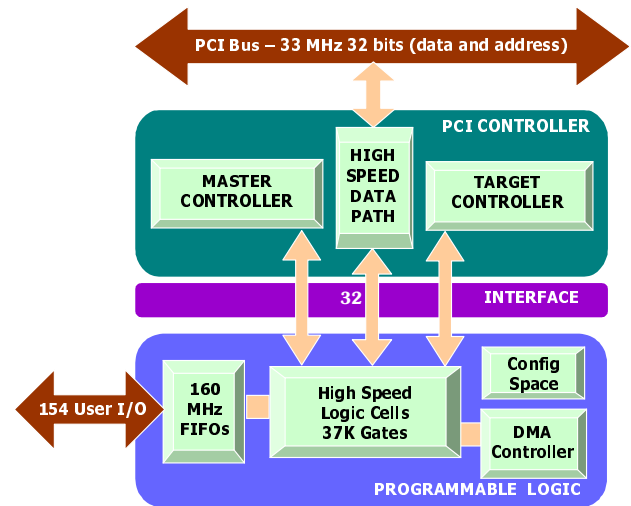 PCI Bus – 33 MHz 32 bits (data and address)
PCI CONTROLLER
MASTER
CONTROLLER
HIGH
SPEED
DATA
PATH
TARGET
CONTROLLER
32
INTERFACE
154 User I/O
160
MHz
FIFOs
High Speed
Logic Cells
37K Gates
Config
Space
DMA
Controller
PROGRAMMABLE LOGIC